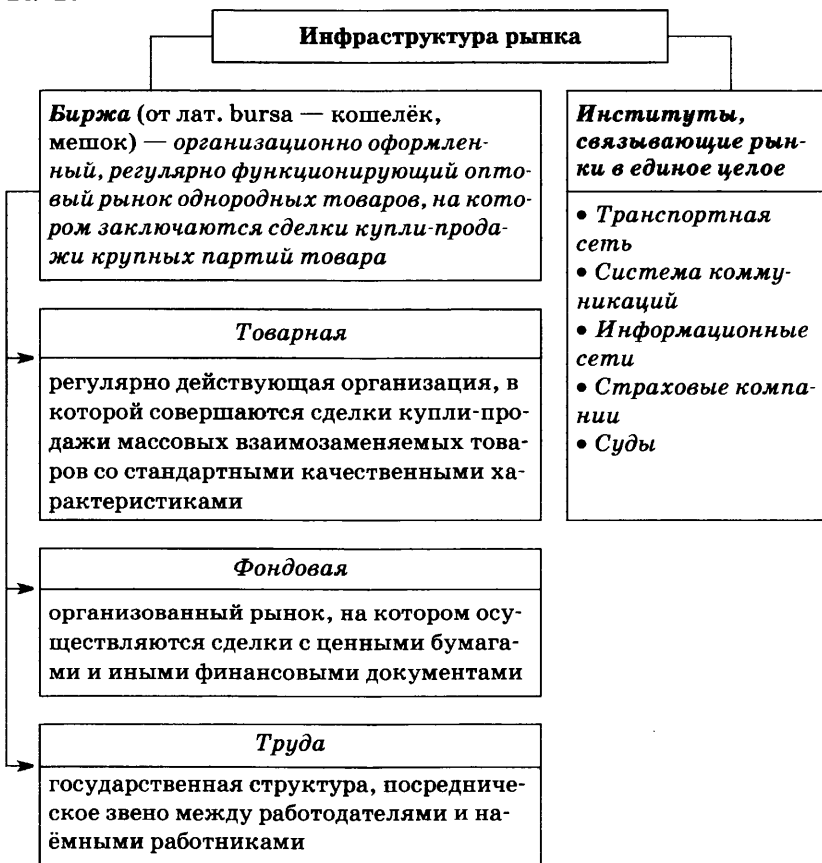 Инфраструктура рынка
Биржа (от лат. bursa — кошелёк,
мешок) — организационно оформлен-
ный, регулярно функционирующий опто-
вый рынок однородных товаров, на кото-
ром заключаются сделки купли-прода-
жи крупных партий товара
Товарная
регулярно действующая организация, в
которой совершаются сделки купли-про-
дажи массовых взаимозаменяемых това-
ров со стандартными качественными ха-
рактеристиками
Фондовая
организованный рынок, на котором осу-
ществляются сделки с ценными бумага-
ми и иными финансовыми документами
Труда
государственная структура, посредниче-
ское звено между работодателями и на-
ёмными работниками
Институты,
связывающие рын-
ки в единое целое
• Транспортная
сеть
• Система комму-
никаций
• Информационные
сети
• Страховые компа-
нии
• Суды